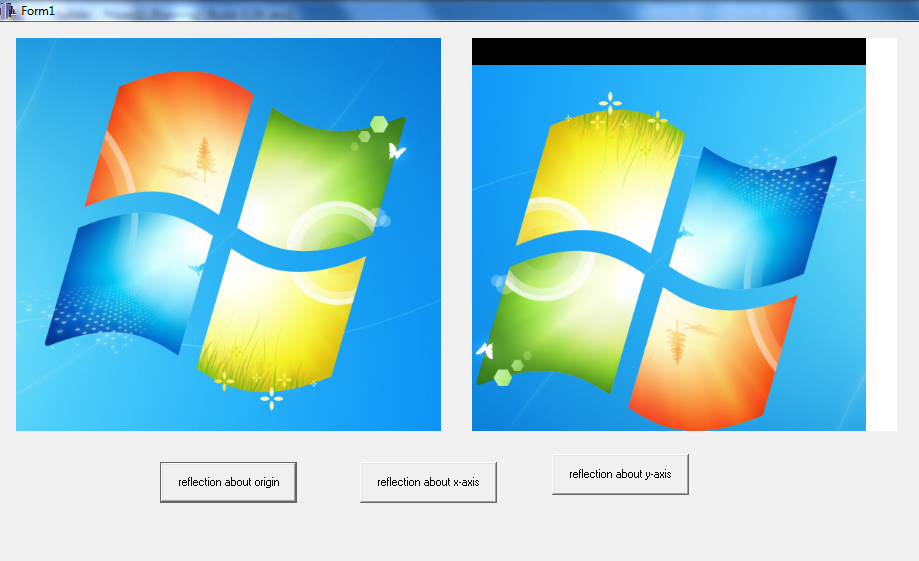 Form1
reflection about origin
reflection about x-axis
reflection about y-axis